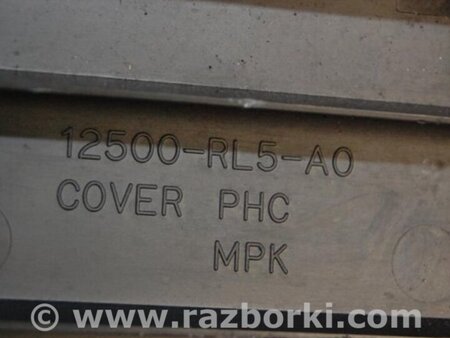 12500-RL5-A0
COVER PHC
MPK
© www.razborki.com